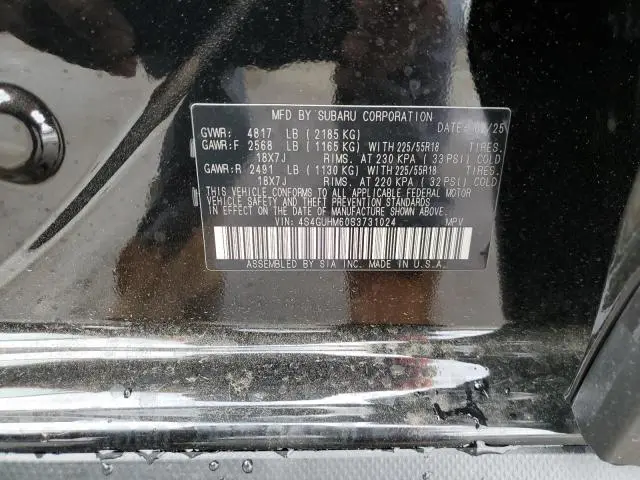 MFD BY SUBARU CORPORATION DATE: 02/25
GVWR: 4817 LB (2185 KG)
GAWR:F 2568 LB (1165 KG) WITH 225/55R18 TIRES.
18X7J RIMS. AT 230 KPA (33 PSI) COLD
GAWR:R 2491 LB (1130 KG) WITH 225/55R18 TIRES.
18X7J RIMS. AT 220 KPA (32 PSI) COLD
THIS VEHICLE CONFORMS TO ALL APPLICABLE FEDERAL MOTOR
VEHICLE SAFETY AND THEFT PREVENTION STANDARDS
IN EFFECT ON THE DATE OF MANUFACTURE SHOWN ABOVE.
VIN: 4S4GUHM60S3731024 MPV
ASSEMBLED BY SIA INC. MADE IN U.S.A.